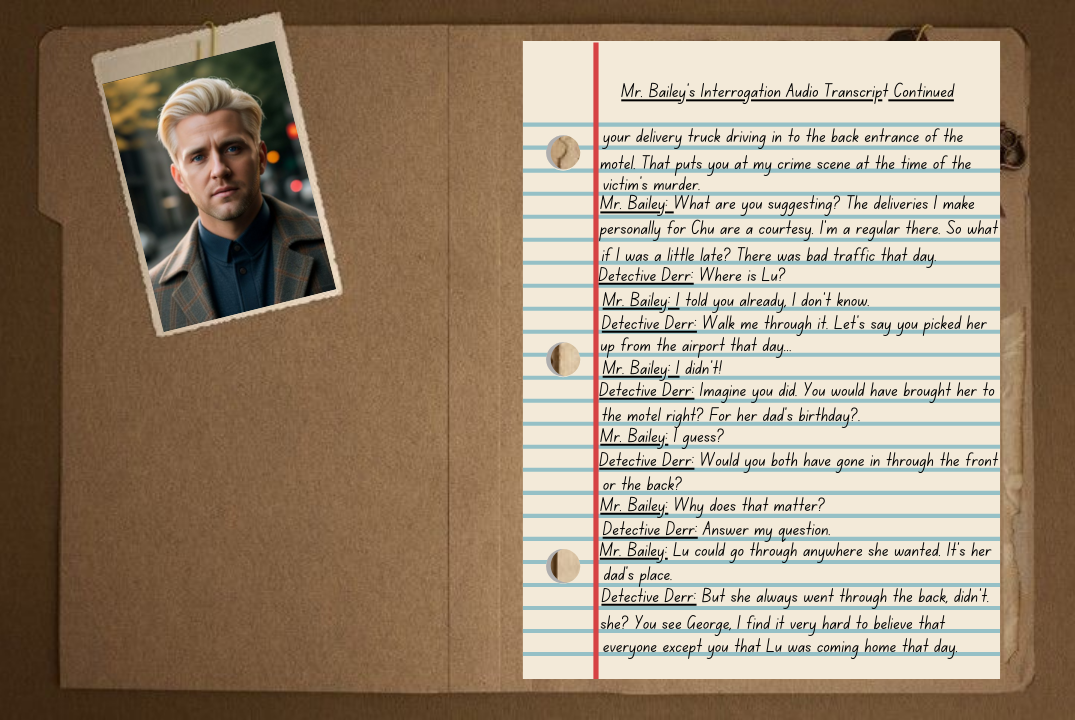 Mr. Bailey's Interrogation Audio Transcript Continued
your delivery truck driving in to the back entrance of the
motel. That puts you at my crime scene at the time of the
victim's murder.
Mr. Bailey: What are you suggesting? The deliveries I make
personally for Chu are a courtesy. I'm a regular there. So what
if I was a little late? There was bad traffic that day.
Detective Derr: Where is Lu?
Mr. Bailey: I told you already, I don't know.
Detective Derr: Walk me through it. Let's say you picked her
up from the airport that day...
Mr. Bailey: I didn't!
Detective Derr: Imagine you did. You would have brought her to
the motel right? For her dad's birthday?.
Mr. Bailey: I guess?
Detective Derr: Would you both have gone in through the front
or the back?
Mr. Bailey: Why does that matter?
Detective Derr: Answer my question.
Mr. Bailey: Lu could go through anywhere she wanted. It's her
dad's place.
Detective Derr: But she always went through the back, didn't.
she? You see George, I find it very hard to believe that
everyone except you that Lu was coming home that day.